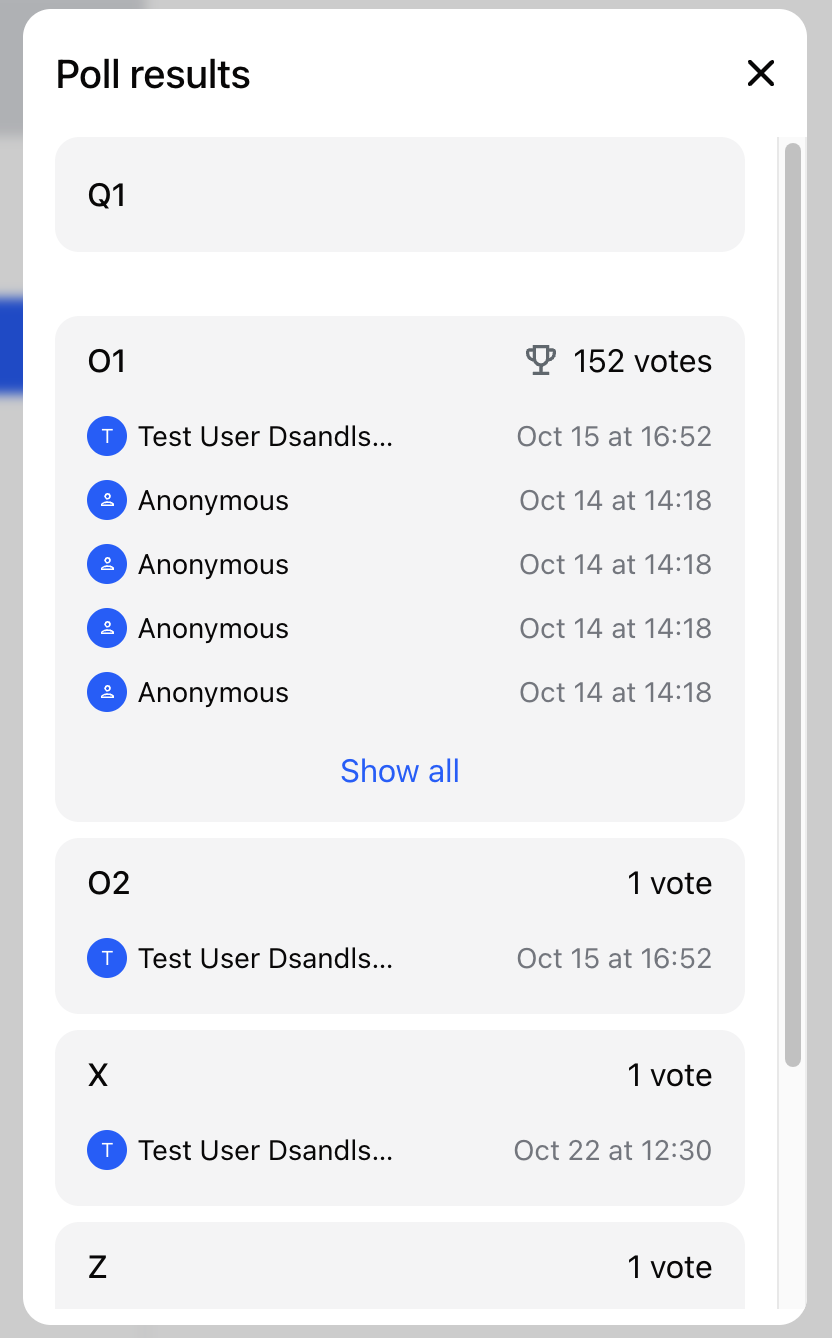 Poll results
Q1
O1 152 votes
T Test User Dsandls... Oct 15 at 16:52
Anonymous Oct 14 at 14:18
Anonymous Oct 14 at 14:18
Anonymous Oct 14 at 14:18
Anonymous Oct 14 at 14:18
Show all
O2 1 vote
T Test User Dsandls... Oct 15 at 16:52
X 1 vote
T Test User Dsandls... Oct 22 at 12:30
Z 1 vote